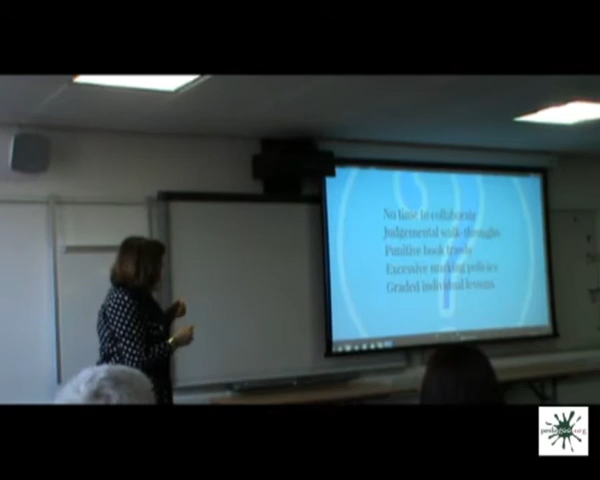 No time to collaborate
Judgemental walk-throughs
Punitive book trawls
Excessive marking policies
Graded individual lessons